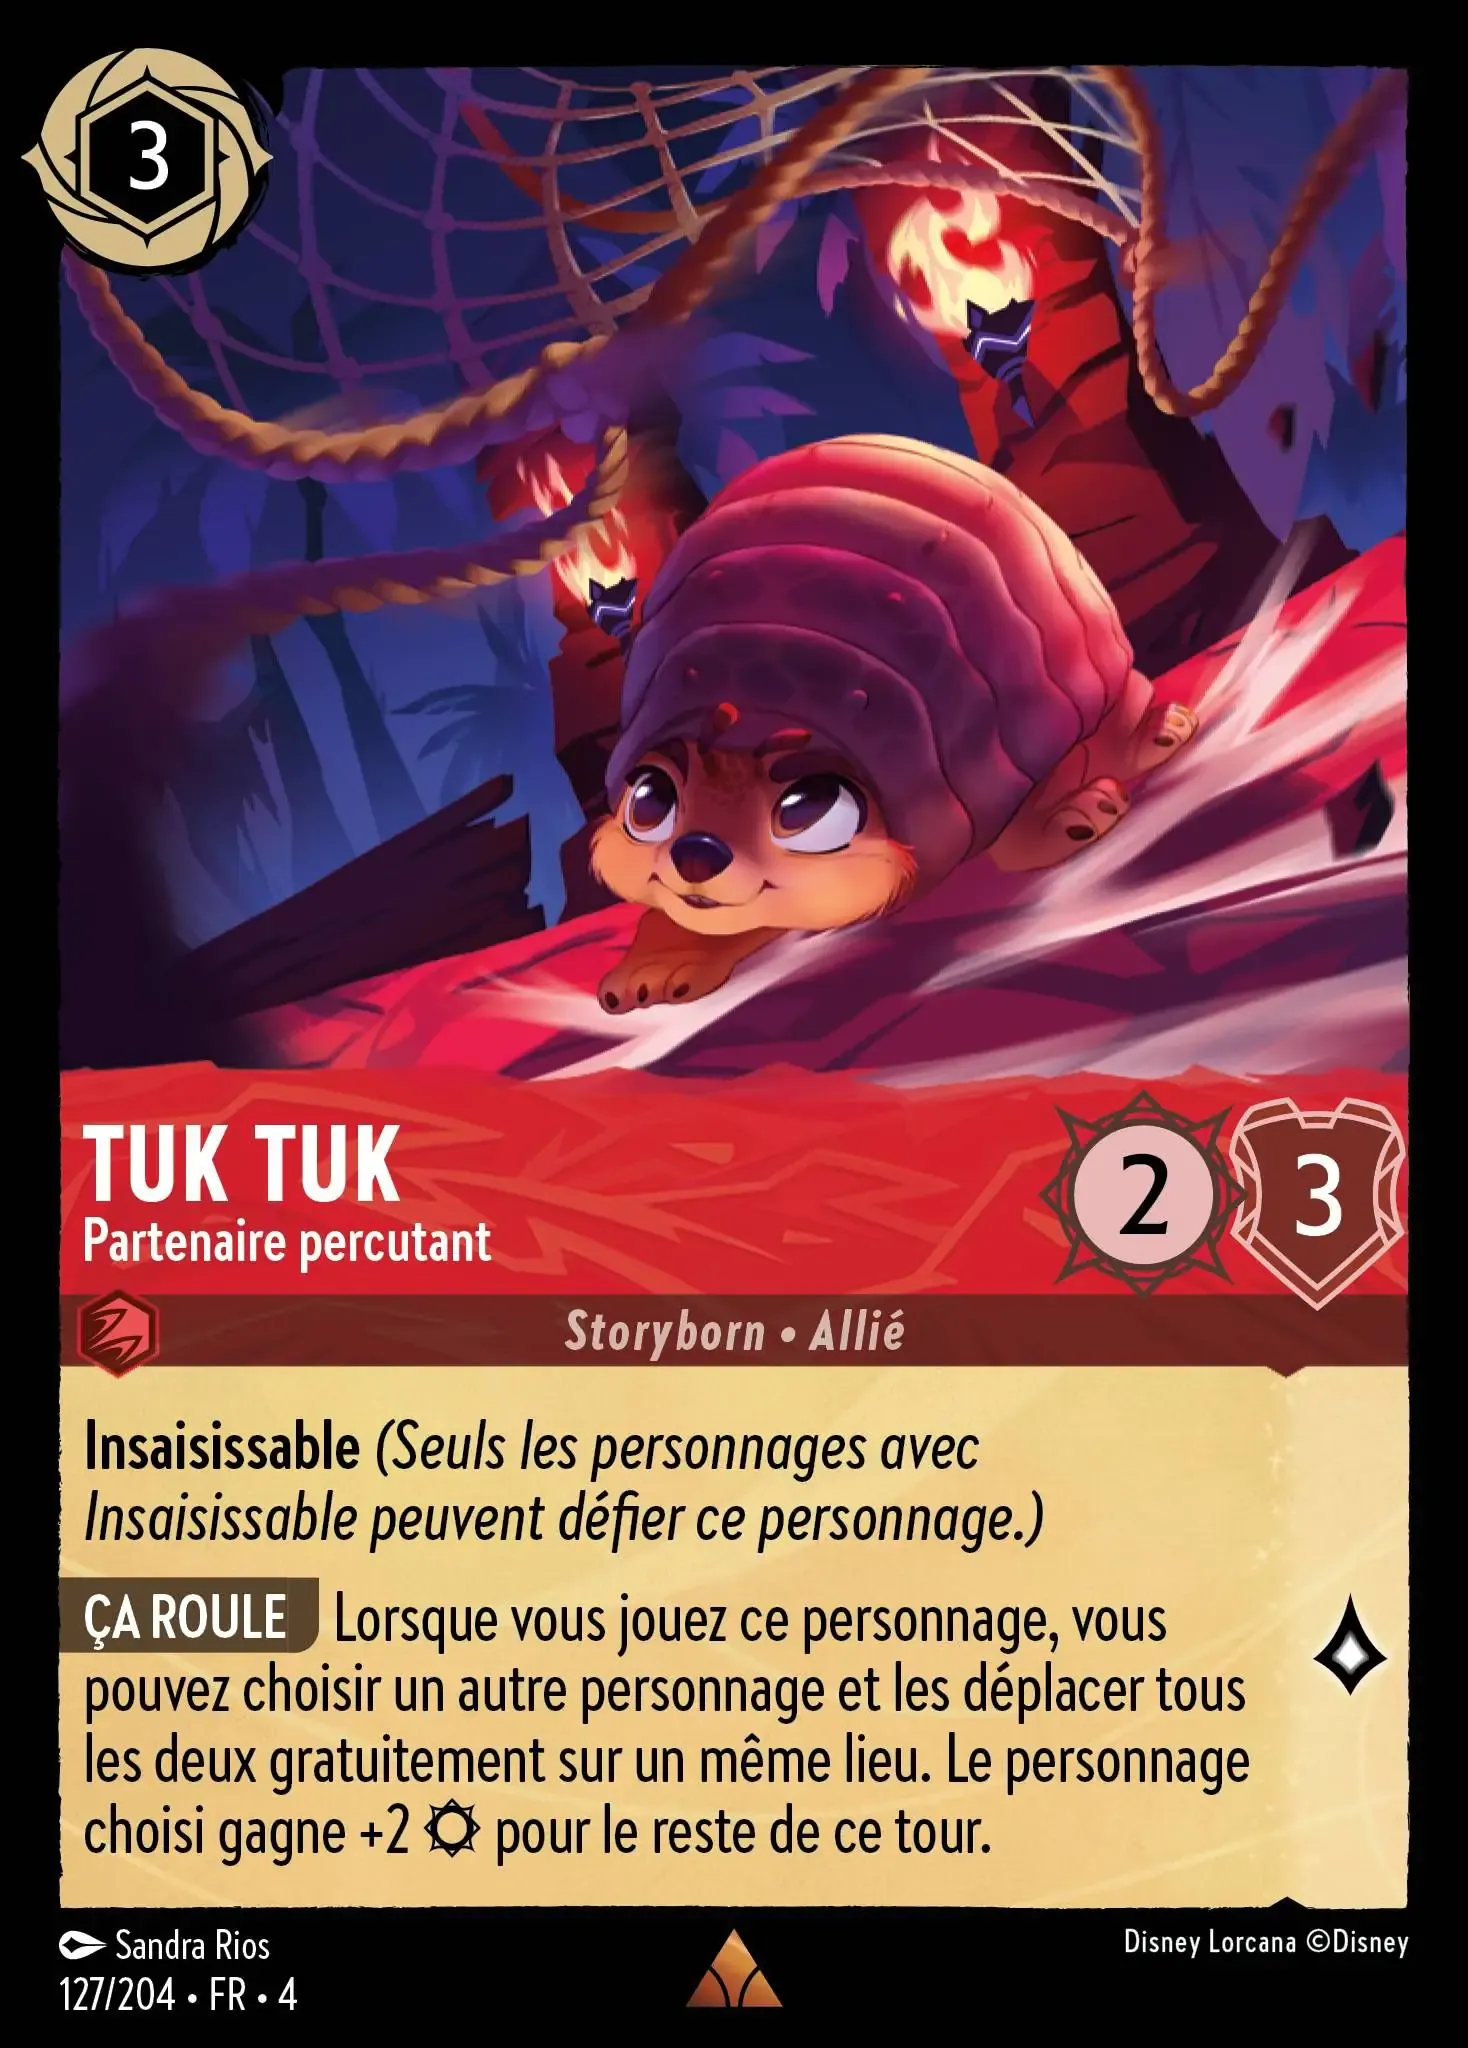 3
TUK TUK
Partenaire percutant
2
3
Storyborn • Allié
Insaisissable (Seuls les personnages avec
Insaisissable peuvent défier ce personnage.)
ÇA ROULE Lorsque vous jouez ce personnage, vous
pouvez choisir un autre personnage et les déplacer tous
les deux gratuitement sur un même lieu. Le personnage
choisi gagne +2 pour le reste de ce tour.
Sandra Rios
Disney Lorcana ©Disney
127/204 • FR • 4